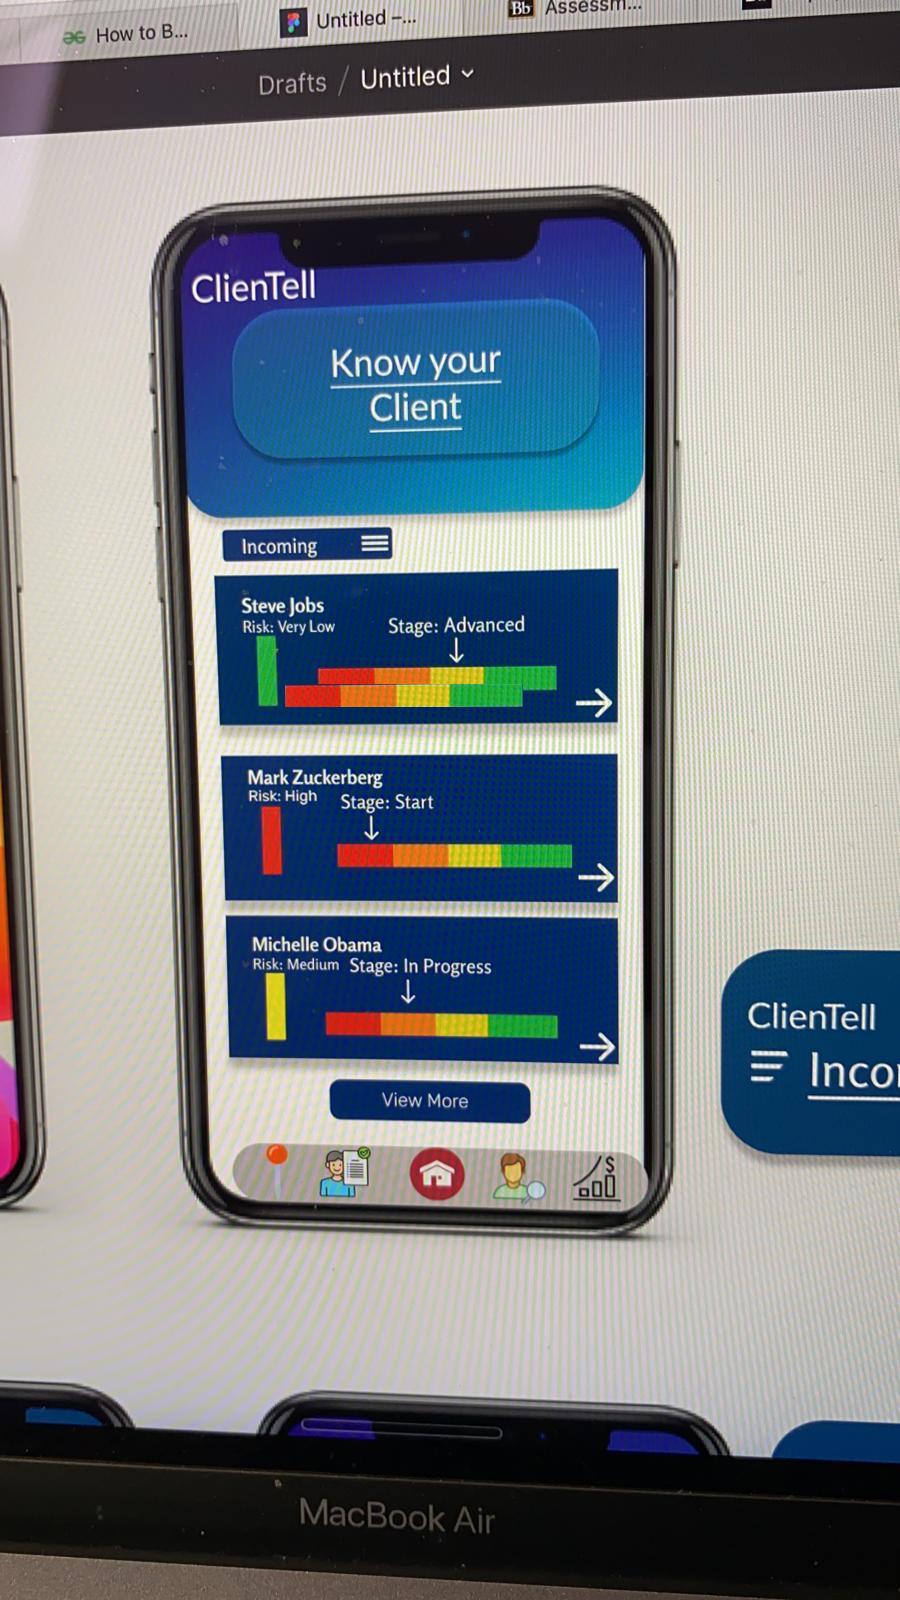 How to B...
Untitled –...
Bb
Assessm...
Drafts / Untitled
ClienTell
Know your
Client
Incoming
Steve Jobs
Risk: Very Low
Stage: Advanced
Mark Zuckerberg
Risk: High
Stage: Start
Michelle Obama
Risk: Medium
Stage: In Progress
View More
$
ClienTell
Inco
MacBook Air